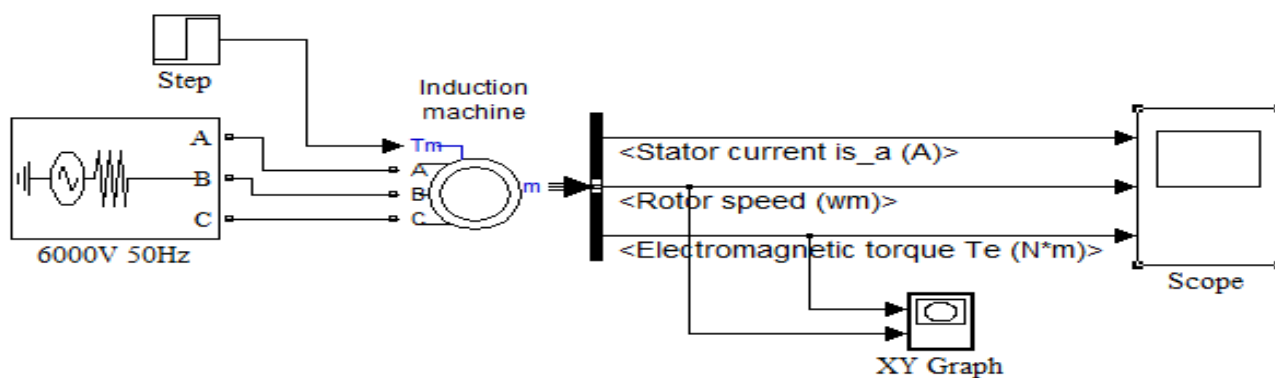 Step
Induction
machine
A
B
C
6000V 50Hz
Tm
A
B
C
m
<Stator current is_a (A)>
<Rotor speed (wm)>
<Electromagnetic torque Te (N*m)>
Scope
XY Graph